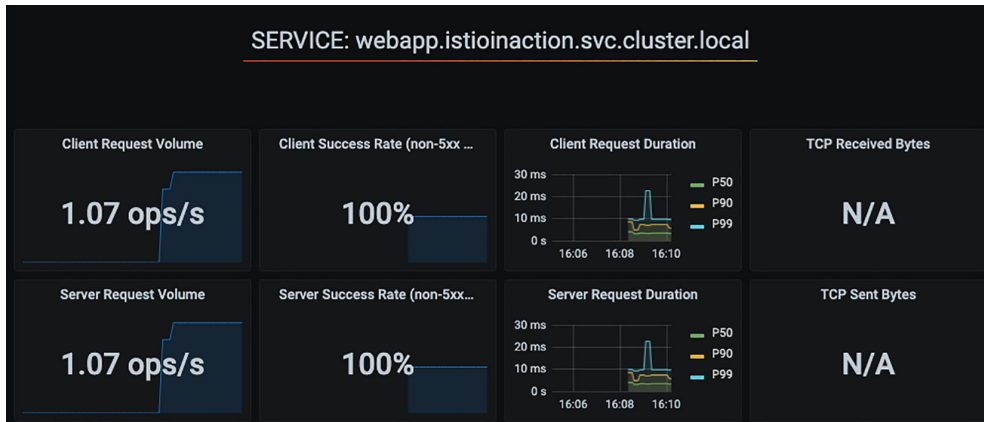 SERVICE: webapp.istioinaction.svc.cluster.local
Client Request Volume
1.07 ops/s
Client Success Rate (non-5xx ...
100%
Client Request Duration
30 ms
20 ms
10 ms
0 s
16:06 16:08 16:10
P50
P90
P99
TCP Received Bytes
N/A
Server Request Volume
1.07 ops/s
Server Success Rate (non-5xx...
100%
Server Request Duration
30 ms
20 ms
10 ms
0 s
16:06 16:08 16:10
P50
P90
P99
TCP Sent Bytes
N/A